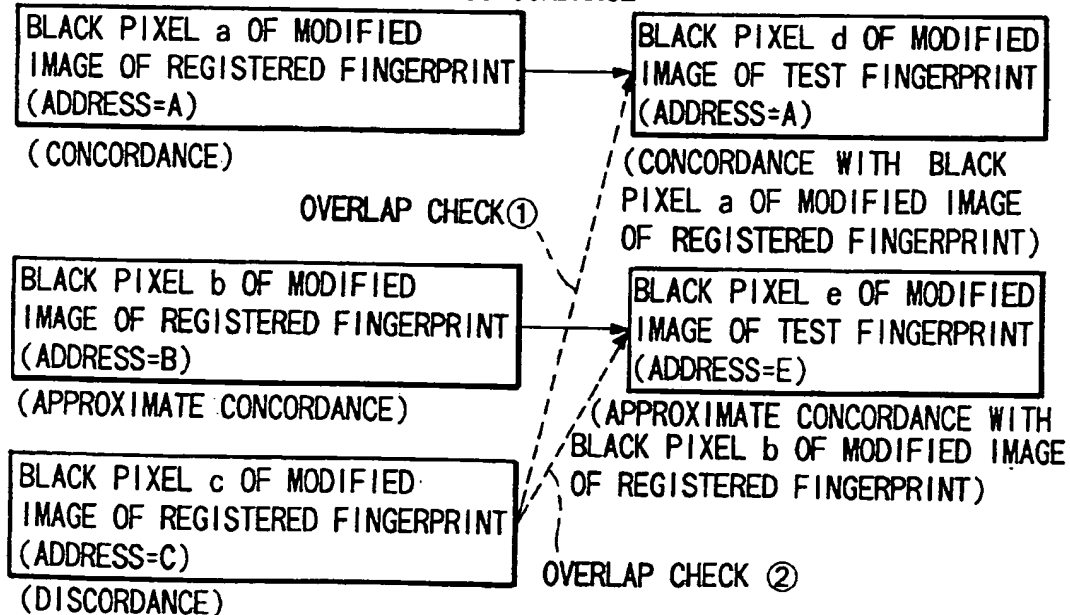 BLACK PIXEL a OF MODIFIED
IMAGE OF REGISTERED FINGERPRINT
(ADDRESS=A)
(CONCORDANCE)
BLACK PIXEL d OF MODIFIED
IMAGE OF TEST FINGERPRINT
(ADDRESS=A)
(CONCORDANCE WITH BLACK
PIXEL a OF MODIFIED IMAGE
OF REGISTERED FINGERPRINT)
OVERLAP CHECK①
BLACK PIXEL b OF MODIFIED
IMAGE OF REGISTERED FINGERPRINT
(ADDRESS=B)
(APPROXIMATE CONCORDANCE)
BLACK PIXEL e OF MODIFIED
IMAGE OF TEST FINGERPRINT
(ADDRESS=E)
(APPROXIMATE CONCORDANCE WITH
BLACK PIXEL b OF MODIFIED IMAGE
OF REGISTERED FINGERPRINT)
BLACK PIXEL c OF MODIFIED
IMAGE OF REGISTERED FINGERPRINT
(ADDRESS=C)
(DISCORDANCE)
OVERLAP CHECK ②